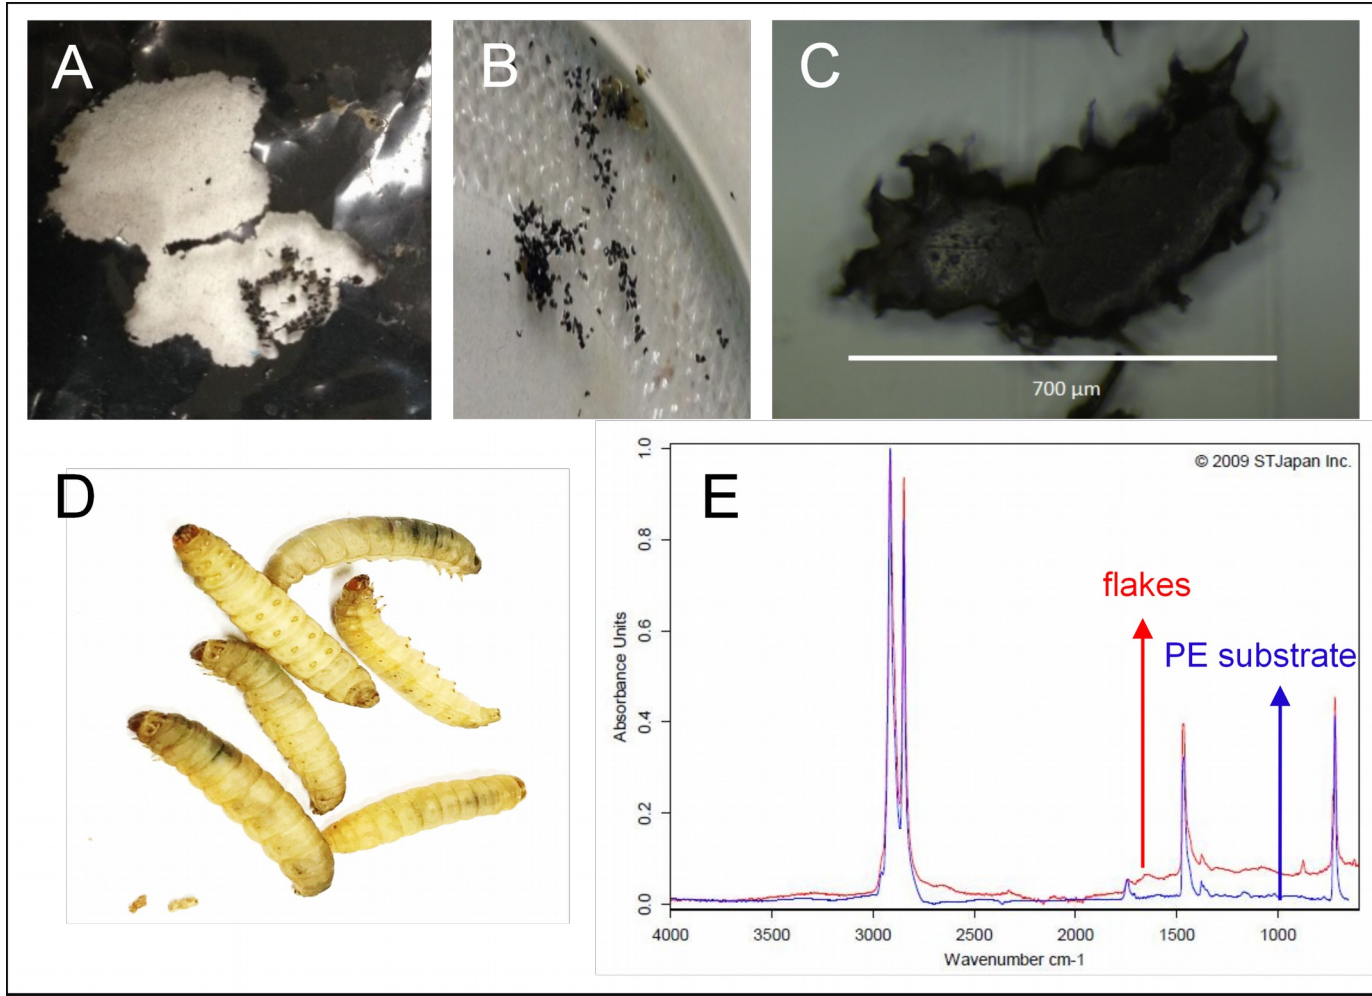 A
B
C
700 µm
D
E
© 2009 STJapan Inc.
flakes
PE substrate
Absorbance Units
0.0
0.2
0.4
0.6
0.8
1.0
4000 3500 3000 2500 2000 1500 1000
Wavenumber cm-1